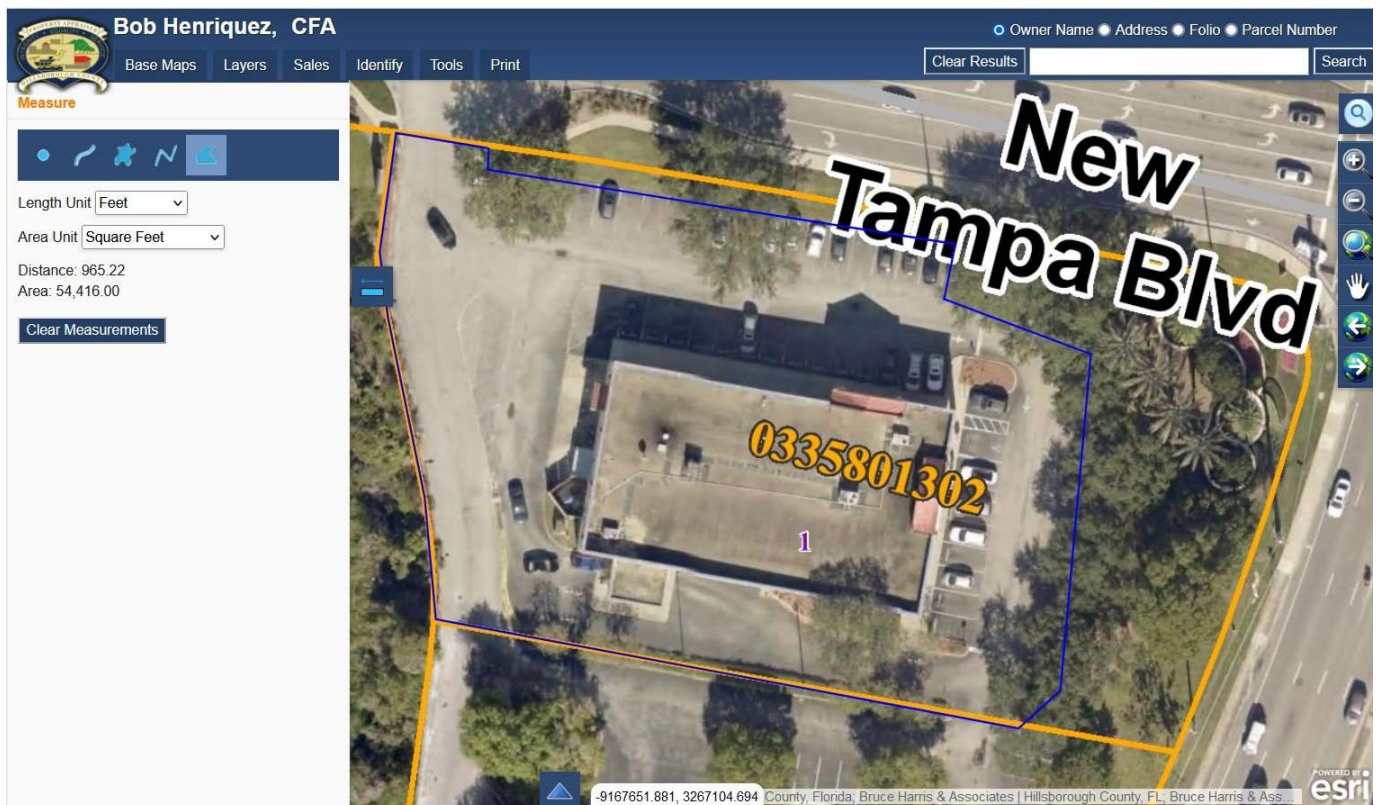 Bob Henriquez, CFA
Owner Name Address Folio Parcel Number
Base Maps Layers Sales Identify Tools Print
Clear Results Search
Measure
Length Unit Feet
Area Unit Square Feet
Distance: 965.22
Area: 54,416.00
Clear Measurements
New
Tampa Blvd
0335801302
1
-9167651.881, 3267104.694 County, Florida; Bruce Harris & Associates | Hillsborough County, FL; Bruce Harris & Ass...
POWERED BY
esri